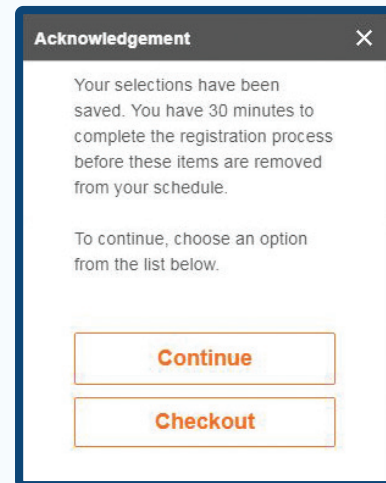 Acknowledgement
Your selections have been
saved. You have 30 minutes to
complete the registration process
before these items are removed
from your schedule.
To continue, choose an option
from the list below.
Continue
Checkout